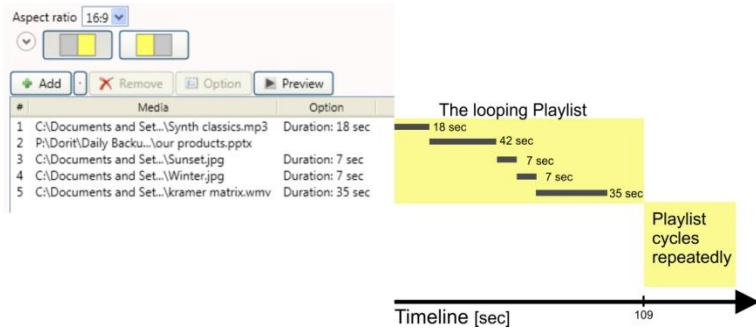 Aspect ratio 16:9
Add Remove Option Preview
# Media Option
1 C:\Documents and Set...\Synth classics.mp3 Duration: 18 sec
2 P:\Dorit\Daily Backu...\our products.pptx
3 C:\Documents and Set...\Sunset.jpg Duration: 7 sec
4 C:\Documents and Set...\Winter.jpg Duration: 7 sec
5 C:\Documents and Set...\kramer matrix.wmv Duration: 35 sec
The looping Playlist
18 sec
42 sec
7 sec
7 sec
35 sec
Playlist
cycles
repeatedly
Timeline [sec]
109